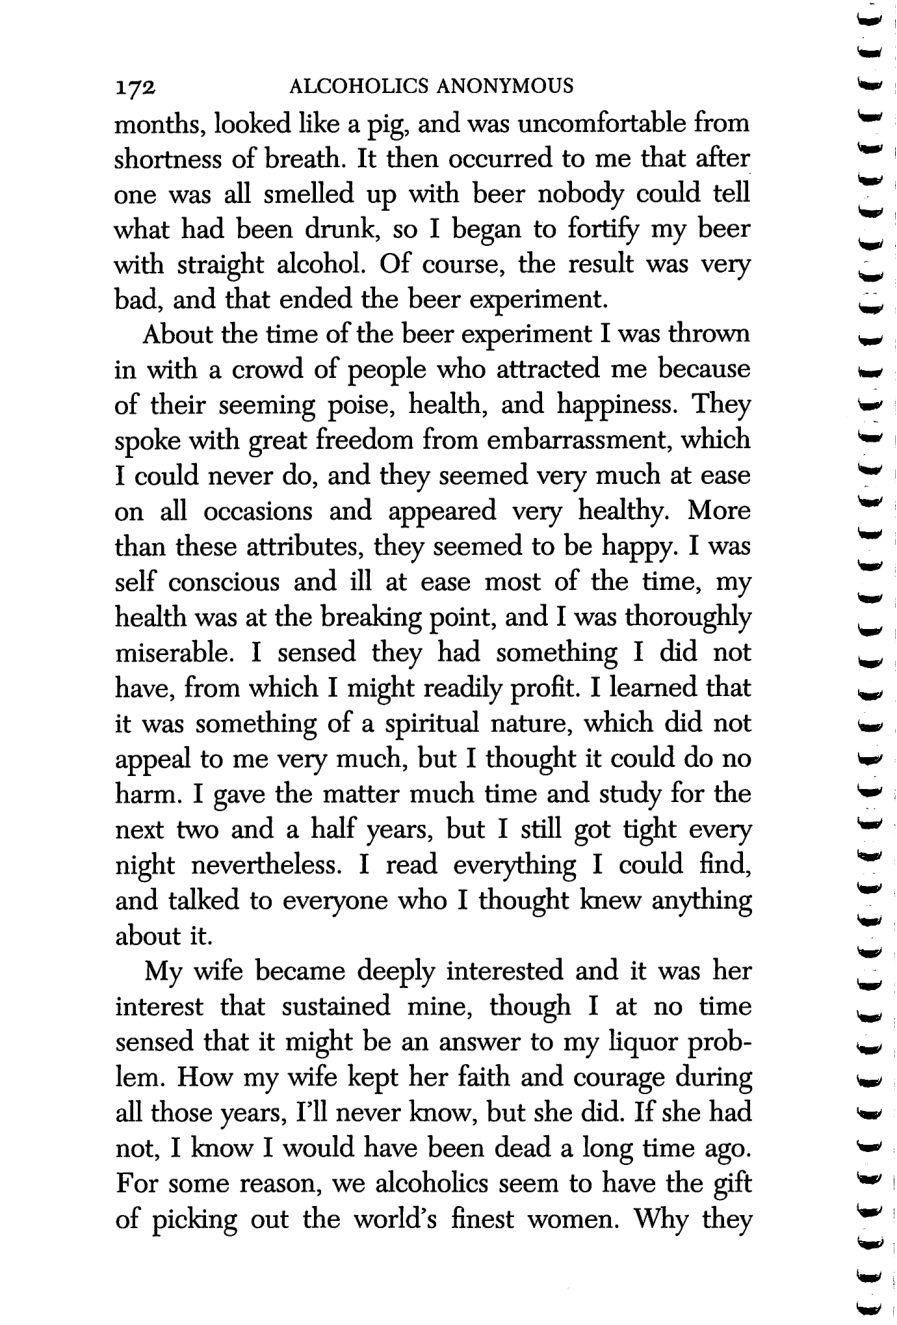 172 ALCOHOLICS ANONYMOUS
months, looked like a pig, and was uncomfortable from
shortness of breath. It then occurred to me that after
one was all smelled up with beer nobody could tell
what had been drunk, so I began to fortify my beer
with straight alcohol. Of course, the result was very
bad, and that ended the beer experiment.
About the time of the beer experiment I was thrown
in with a crowd of people who attracted me because
of their seeming poise, health, and happiness. They
spoke with great freedom from embarrassment, which
I could never do, and they seemed very much at ease
on all occasions and appeared very healthy. More
than these attributes, they seemed to be happy. I was
self conscious and ill at ease most of the time, my
health was at the breaking point, and I was thoroughly
miserable. I sensed they had something I did not
have, from which I might readily profit. I learned that
it was something of a spiritual nature, which did not
appeal to me very much, but I thought it could do no
harm. I gave the matter much time and study for the
next two and a half years, but I still got tight every
night nevertheless. I read everything I could find,
and talked to everyone who I thought knew anything
about it.
My wife became deeply interested and it was her
interest that sustained mine, though I at no time
sensed that it might be an answer to my liquor prob-
lem. How my wife kept her faith and courage during
all those years, I'll never know, but she did. If she had
not, I know I would have been dead a long time ago.
For some reason, we alcoholics seem to have the gift
of picking out the world's finest women. Why they